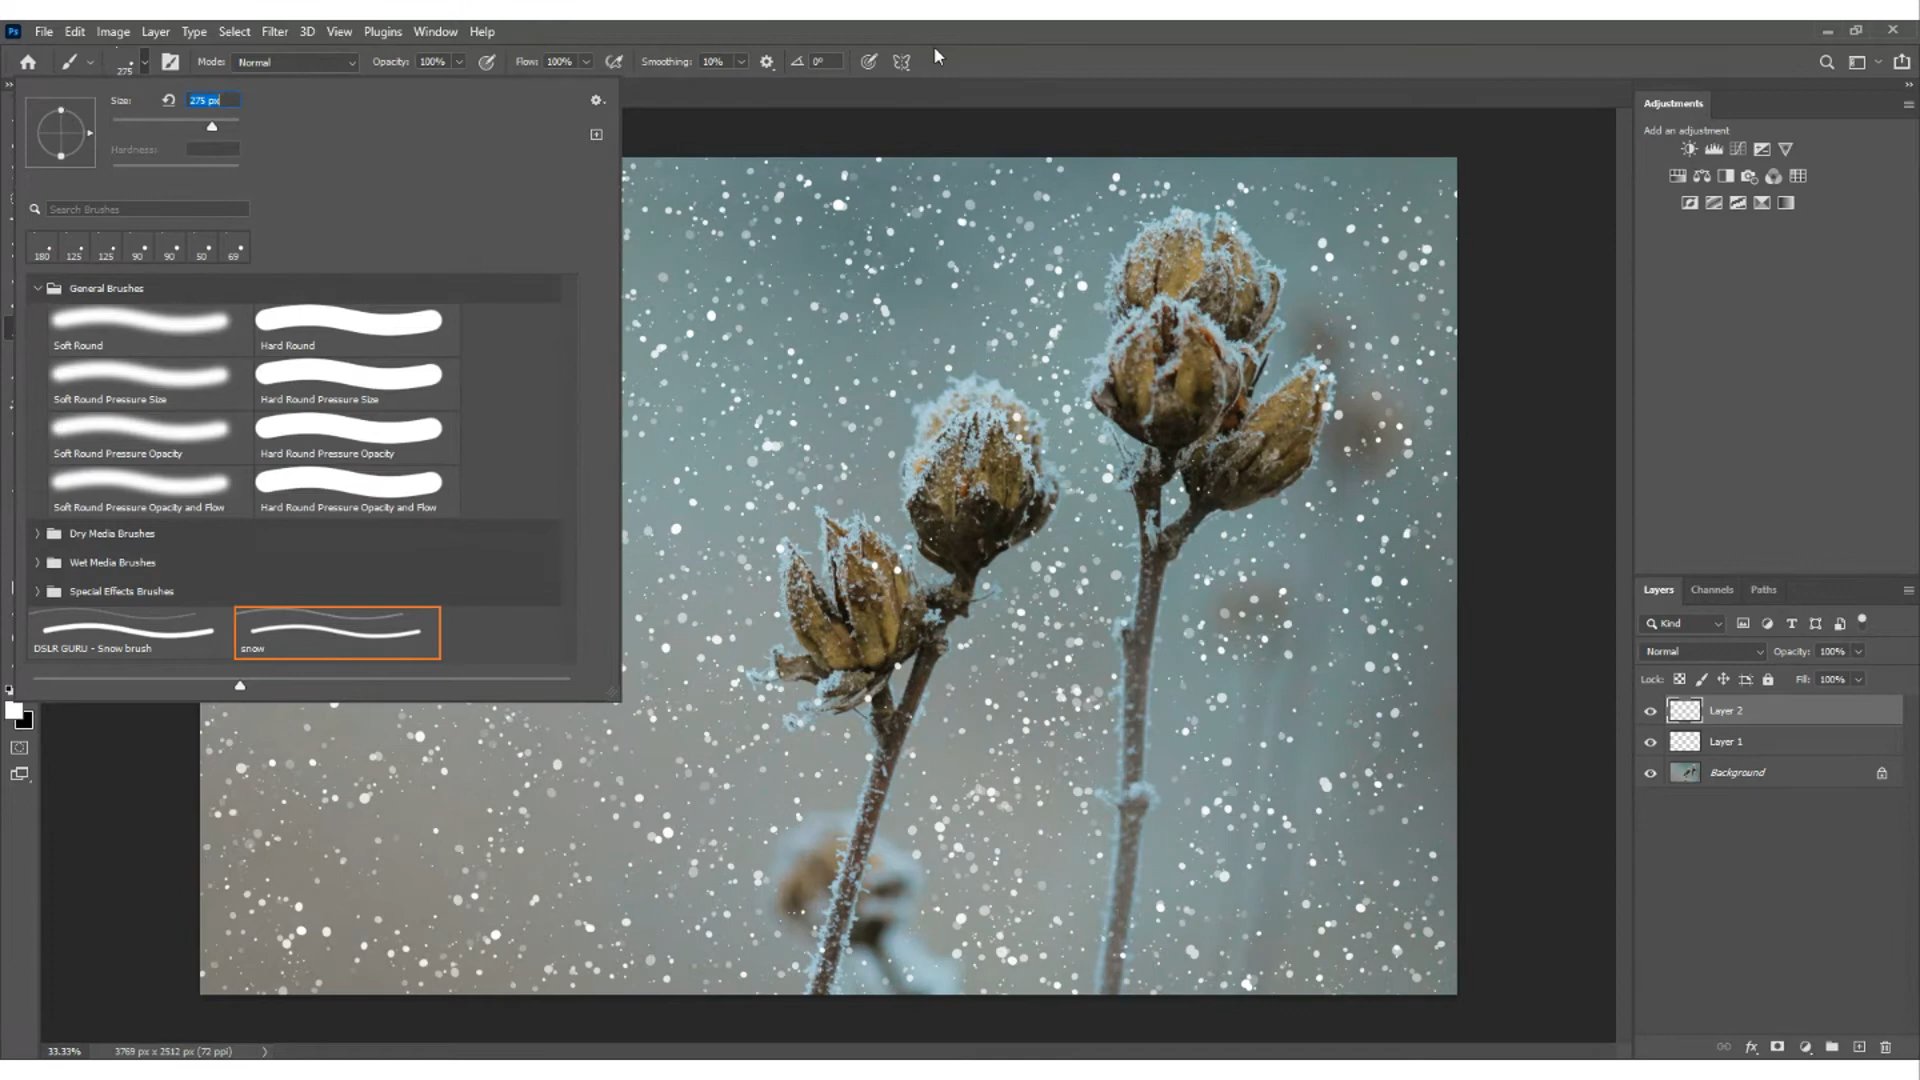 Ps File Edit Image Layer Type Select Filter 3D View Plugins Window Help
275 Mode: Normal Opacity: 100% Flow: 100% Smoothing: 10% 0°
Size: 275 px
Hardness:
Search Brushes
180 125 125 90 90 50 69
General Brushes
Soft Round Hard Round
Soft Round Pressure Size Hard Round Pressure Size
Soft Round Pressure Opacity Hard Round Pressure Opacity
Soft Round Pressure Opacity and Flow Hard Round Pressure Opacity and Flow
Dry Media Brushes
Wet Media Brushes
Special Effects Brushes
DSLR GURU - Snow brush snow
Adjustments
Add an adjustment
Layers Channels Paths
Kind
Normal Opacity: 100%
Lock: Fill: 100%
Layer 2
Layer 1
Background
33.33% 3769 px x 2512 px (72 ppi)
fx